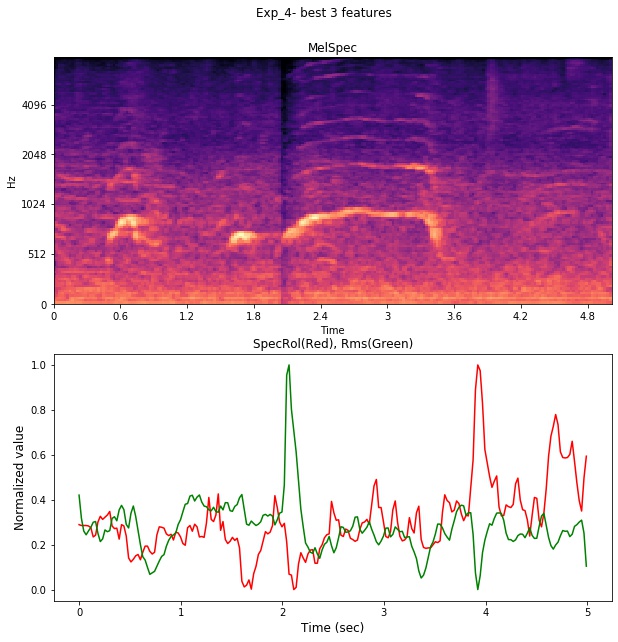 Exp_4- best 3 features
MelSpec
4096
2048
1024
512
0
Hz
0 0.6 1.2 1.8 2.4 3 3.6 4.2 4.8
Time
SpecRol(Red), Rms(Green)
1.0
0.8
0.6
0.4
0.2
0.0
Normalized value
0 1 2 3 4 5
Time (sec)